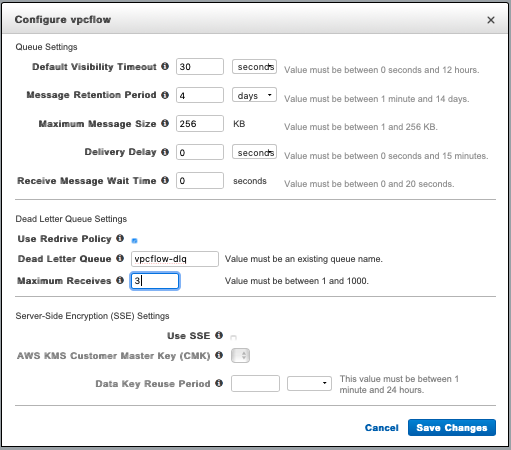 Configure vpcflow ×
Queue Settings
Default Visibility Timeout 30 seconds Value must be between 0 seconds and 12 hours.
Message Retention Period 4 days Value must be between 1 minute and 14 days.
Maximum Message Size 256 KB Value must be between 1 and 256 KB.
Delivery Delay 0 seconds Value must be between 0 seconds and 15 minutes.
Receive Message Wait Time 0 seconds Value must be between 0 and 20 seconds.
Dead Letter Queue Settings
Use Redrive Policy
Dead Letter Queue vpcflow-dlq Value must be an existing queue name.
Maximum Receives 3 Value must be between 1 and 1000.
Server-Side Encryption (SSE) Settings
Use SSE
AWS KMS Customer Master Key (CMK)
Data Key Reuse Period This value must be between 1
minute and 24 hours.
Cancel Save Changes